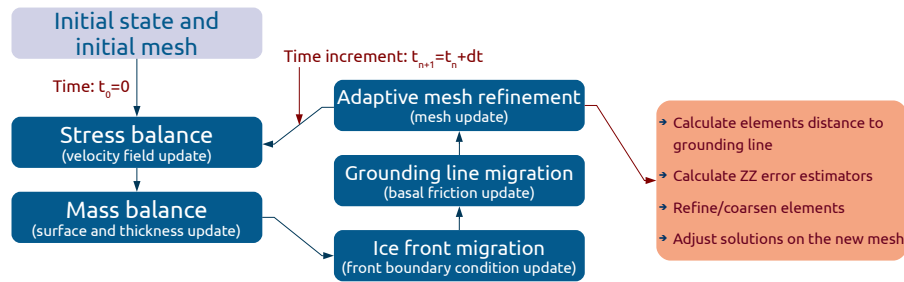 Initial state and
initial mesh
Time increment: tₙ₊₁=tₙ+dt
Time: t₀=0
Adaptive mesh refinement
(mesh update)
Stress balance
(velocity field update)
Grounding line migration
(basal friction update)
Mass balance
(surface and thickness update)
Ice front migration
(front boundary condition update)
Calculate elements distance to
grounding line
Calculate ZZ error estimators
Refine/coarsen elements
Adjust solutions on the new mesh